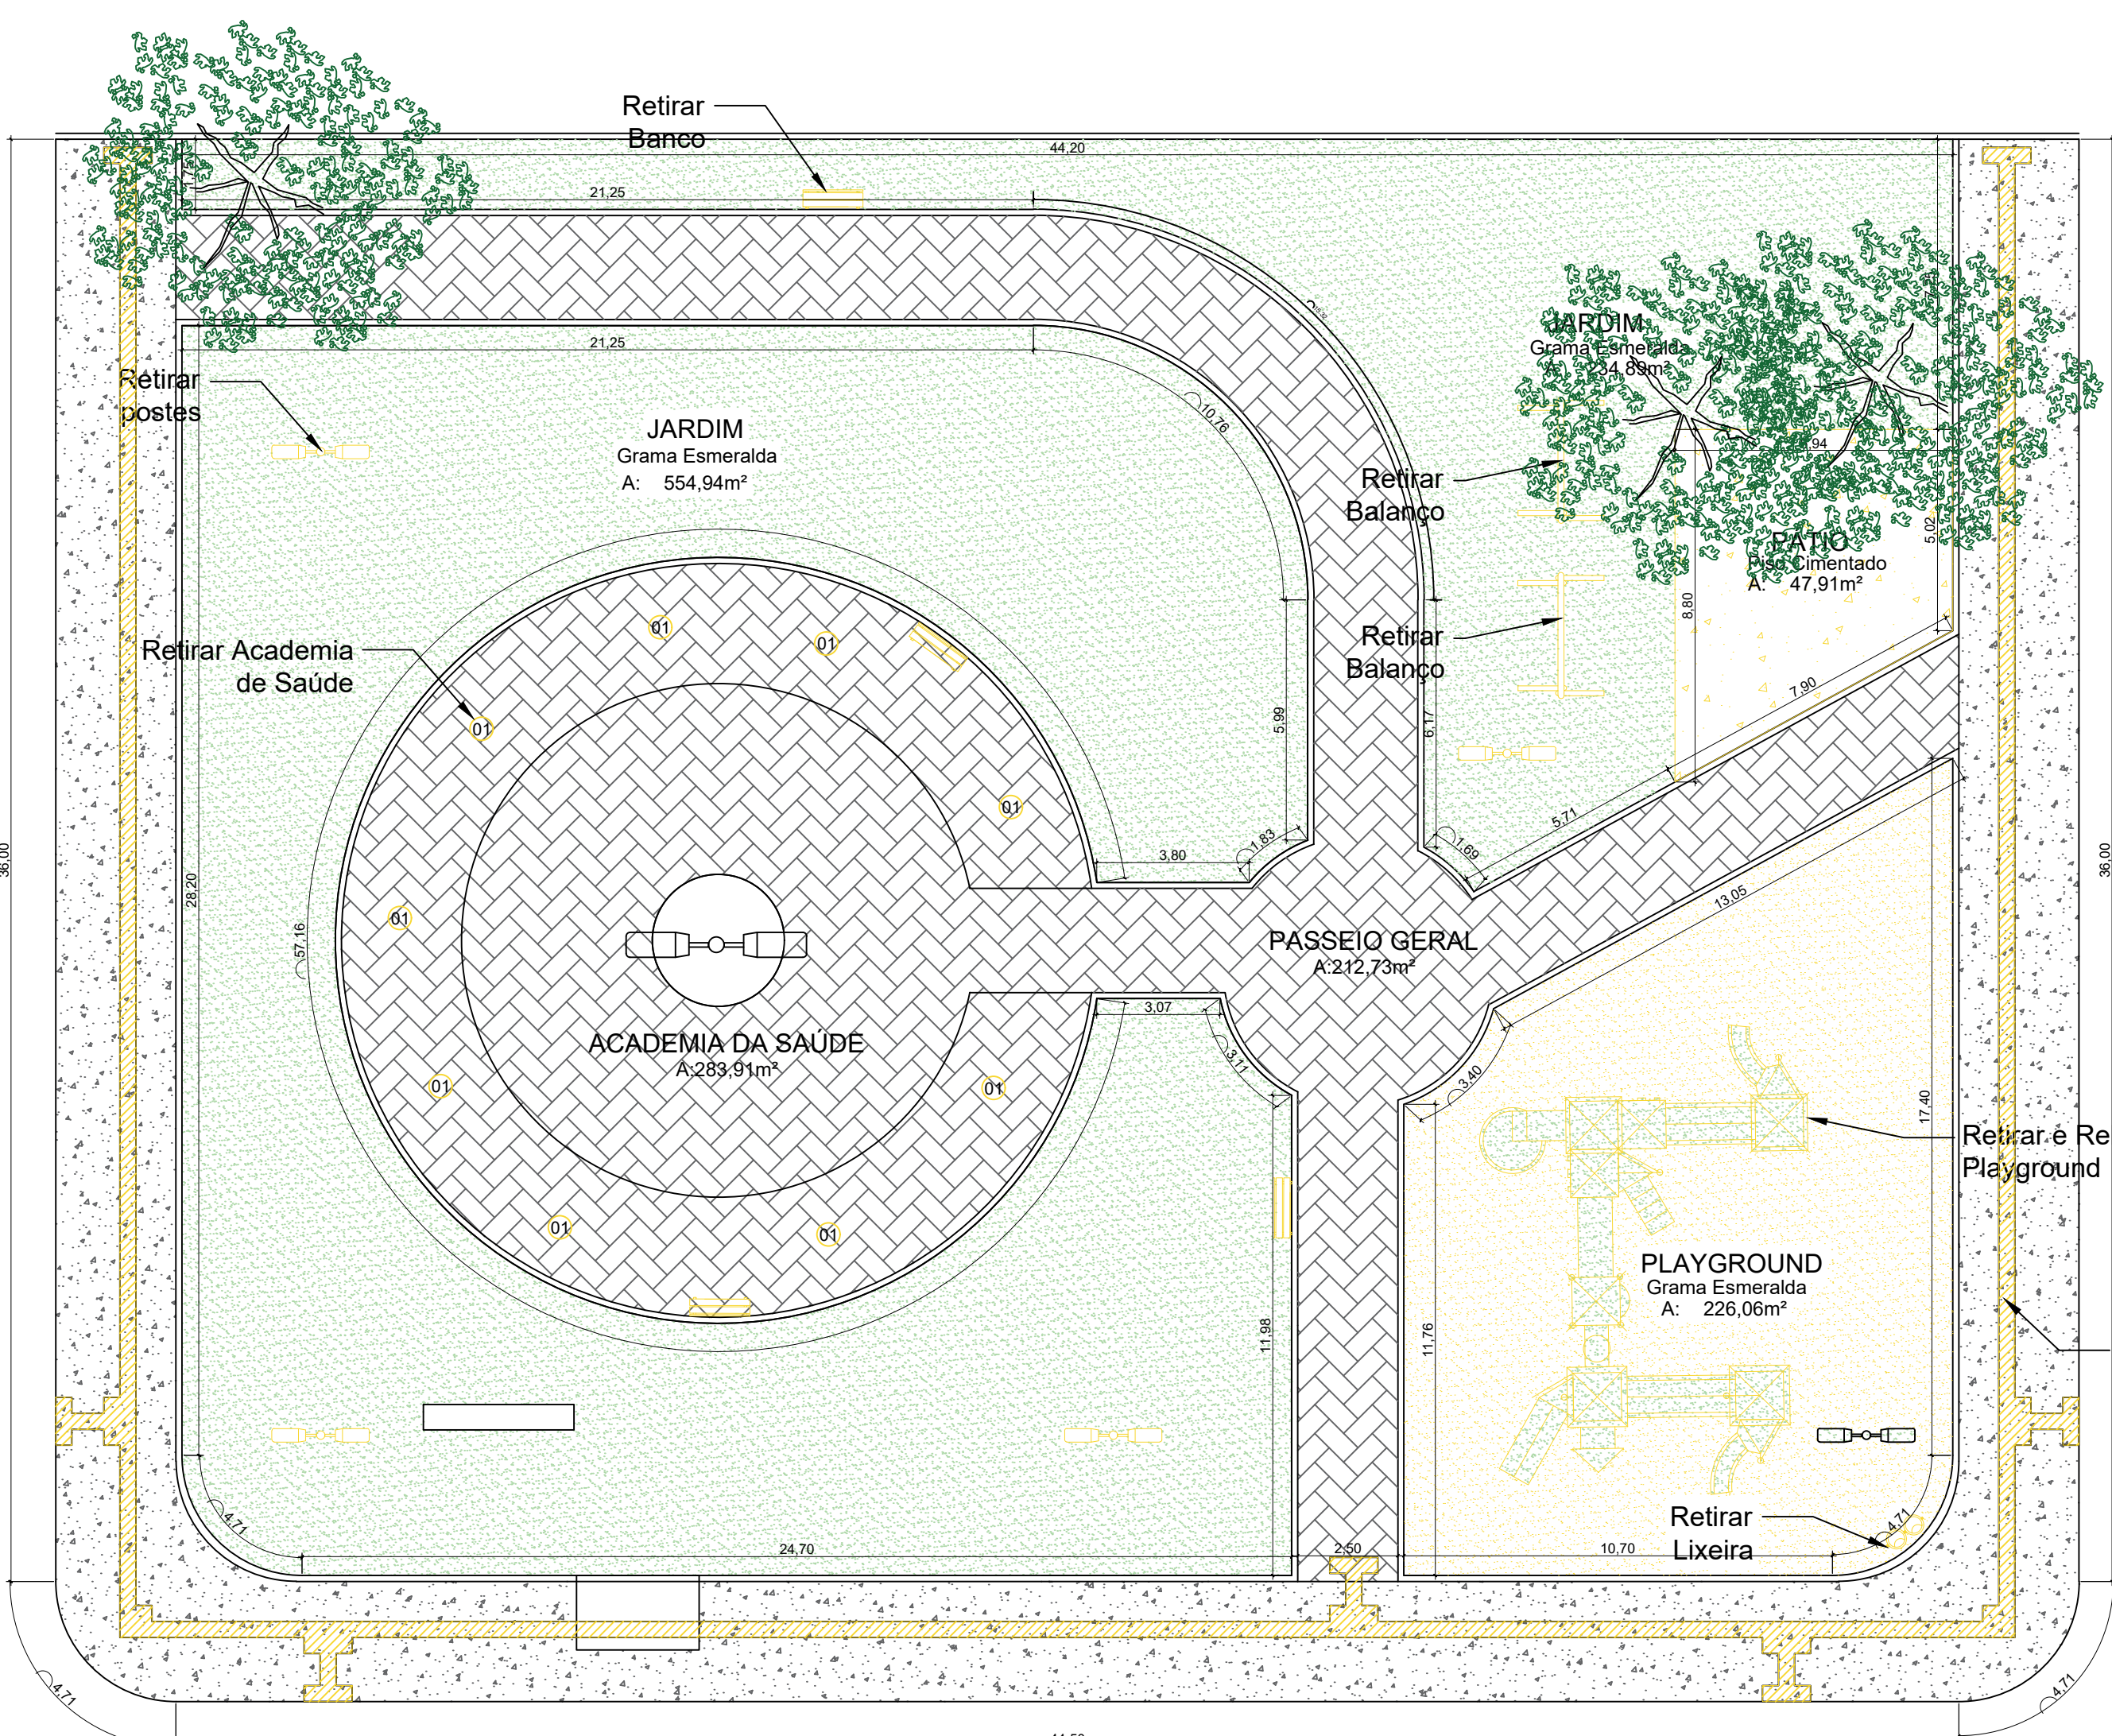 Retirar
Banco
44,20
21,25
1,75
21,25
Retirar
postes
JARDIM
Grama Esmeralda
A: 554,94m²
10,76
JARDIM
Grama Esmeralda
234,89m²
Retirar
Balanço
5,02
PÁTIO
Piso Cimentado
A: 47,91m²
8,80
Retirar
Balanço
7,90
Retirar Academia
de Saúde
01
01
01
01
01
01
01
01
01
5,99
6,17
5,71
1,69
1,83
3,80
13,05
36,00
28,20
57,16
36,00
PASSEIO GERAL
A:212,73m²
ACADEMIA DA SAÚDE
A:283,91m²
3,07
3,11
3,40
17,40
Retirar e Re
Playground
PLAYGROUND
Grama Esmeralda
A: 226,06m²
11,98
11,76
Retirar
Lixeira
4,71
4,71
24,70
2,50
10,70
4,71
4,71